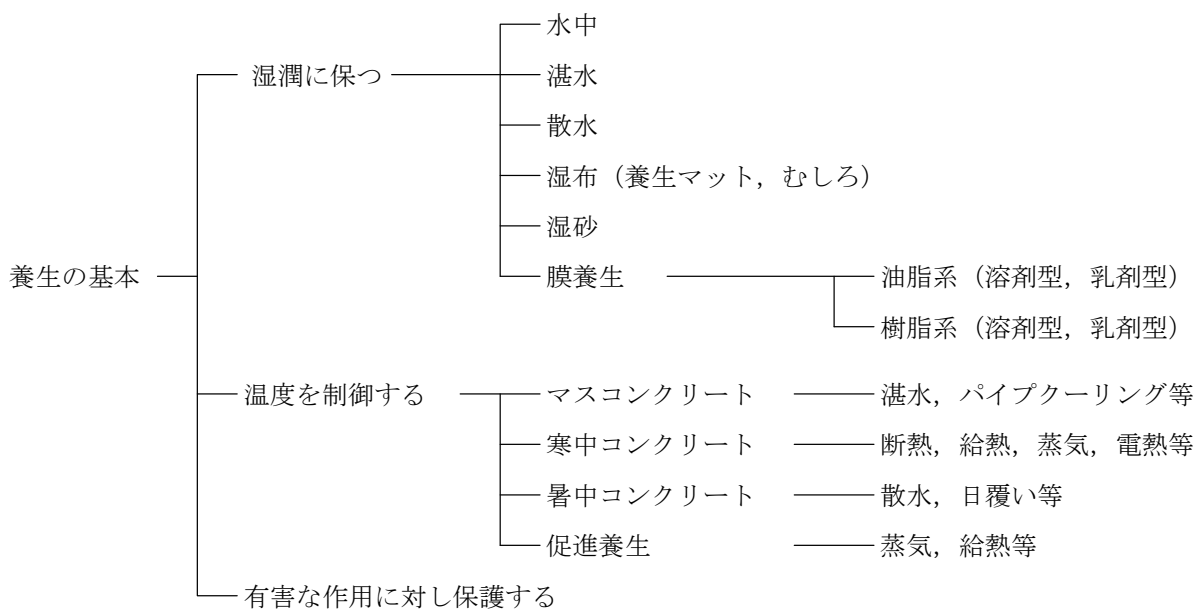 水中
湿潤に保つ
湛水
散水
湿布（養生マット，むしろ）
湿砂
養生の基本
膜養生
油脂系（溶剤型，乳剤型）
樹脂系（溶剤型，乳剤型）
温度を制御する
マスコンクリート
湛水，パイプクーリング等
寒中コンクリート
断熱，給熱，蒸気，電熱等
暑中コンクリート
散水，日覆い等
促進養生
蒸気，給熱等
有害な作用に対し保護する